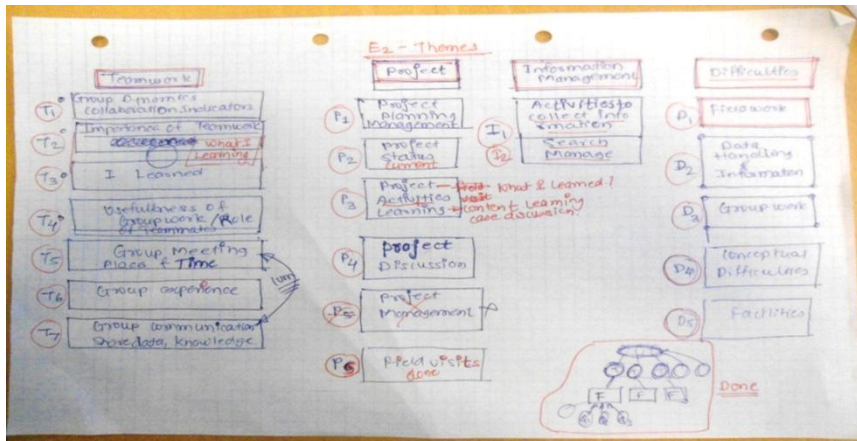 E2 - Themes
Teamwork
T1
Group Dynamics
Collaboration Indicators
T2
Importance of Teamwork
What I
Learning
T3
I Learned
T4
Usefullness of
Group work / Role
of Teammates
T5
Group Meeting
Place & Time
T6
Group experience
T7
Group communication
Share data, knowledge
Project
P1
Project
Planning
Management
P2
project
Status
current
P3
Project
Activities
Learning
What I Learned?
visit
content Learning
case discussion?
P4
project
Discussion
P5
Project
Management
P6
Field visits
done
Information
Management
I1
Activities to
collect Info
rmation
I2
Search
Manage
Difficulties
D1
Fieldwork
D2
Data
Handling
&
Information
D3
Group work
D4
Conceptual
Difficulties
D5
Facilities
F F F
Done